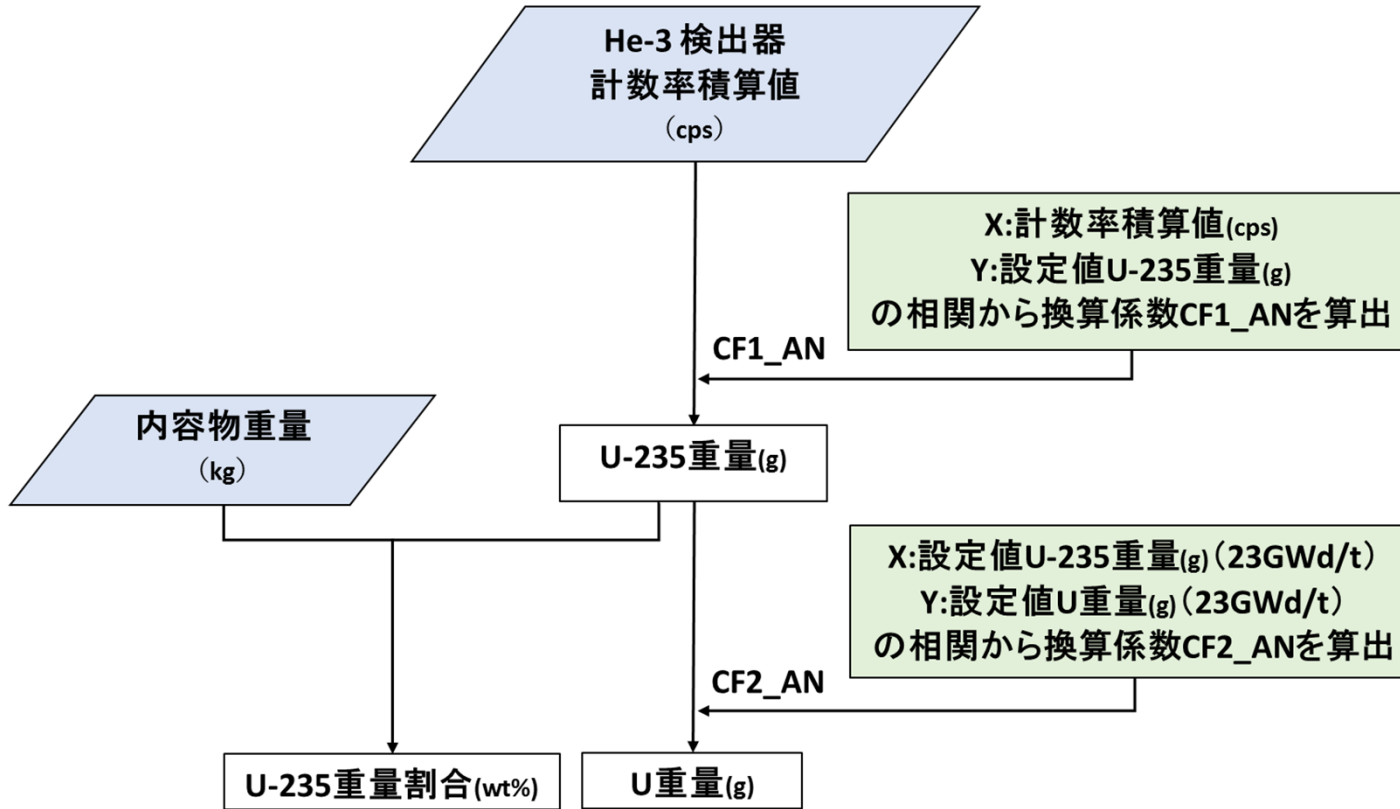 He-3 検出器
計数率積算値
（cps）
X:計数率積算値(cps)
Y:設定値U-235重量(g)
の相関から換算係数CF1_ANを算出
CF1_AN
内容物重量
（kg）
U-235重量(g)
X:設定値U-235重量(g)（23GWd/t）
Y:設定値U重量(g)（23GWd/t）
の相関から換算係数CF2_ANを算出
CF2_AN
U-235重量割合(wt%)
U重量(g)